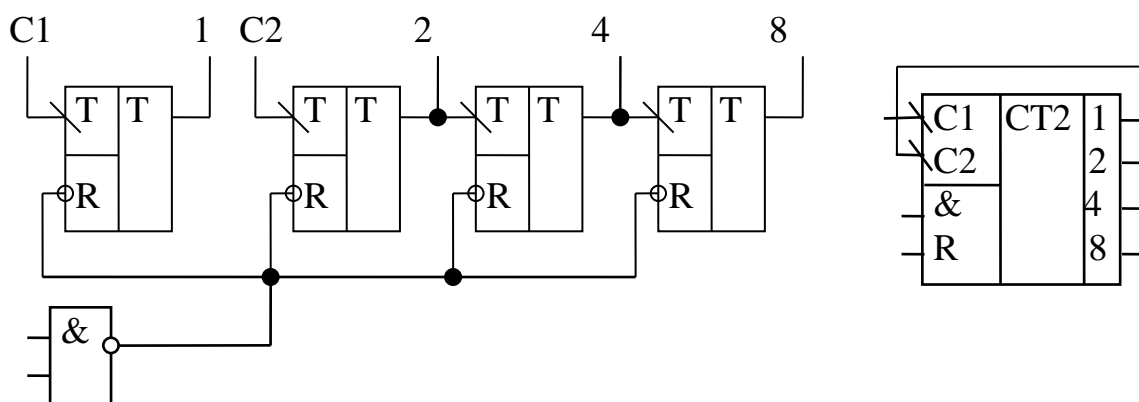 C1 1 C2 2 4 8
T T T T T T T T
R R R R
&
C1 CT2 1
C2 2
& 4
R 8